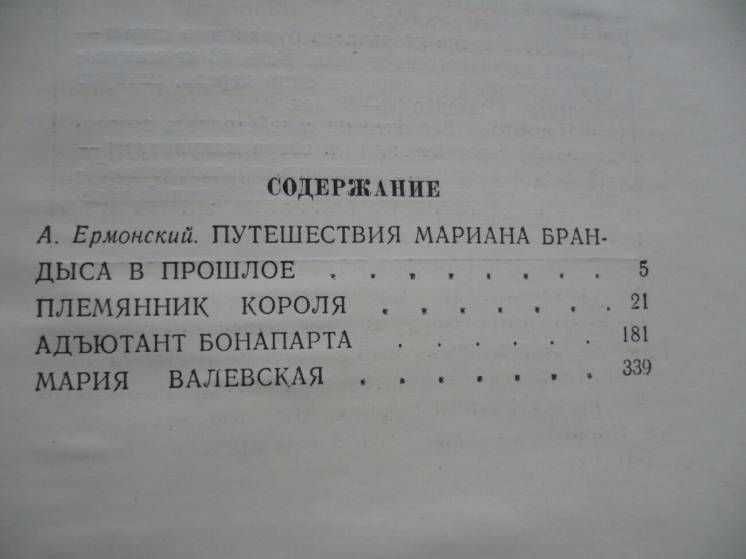 СОДЕРЖАНИЕ
А. Ермонский. ПУТЕШЕСТВИЯ МАРИАНА БРАН-
ДЫСА В ПРОШЛОЕ . . . . . . . . 5
ПЛЕМЯННИК КОРОЛЯ . . . . . . . 21
АДЪЮТАНТ БОНАПАРТА . . . . . . 181
МАРИЯ ВАЛЕВСКАЯ . . . . . . . 339